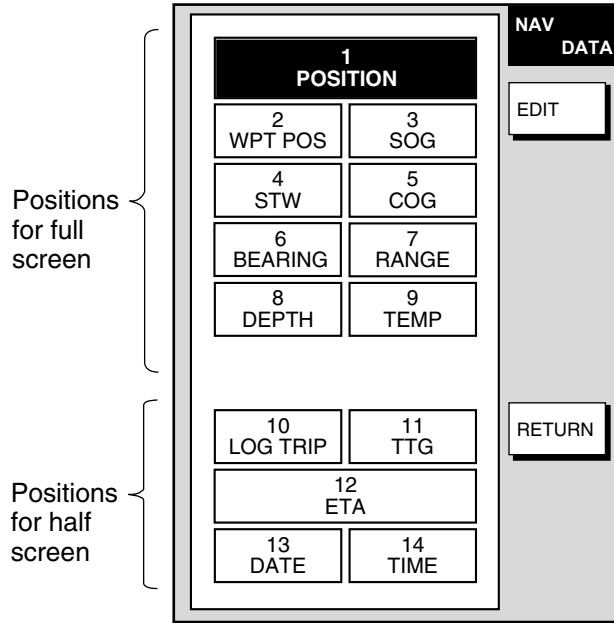 Positions
for full
screen
Positions
for half
screen
1
POSITION
2
WPT POS
3
SOG
4
STW
5
COG
6
BEARING
7
RANGE
8
DEPTH
9
TEMP
10
LOG TRIP
11
TTG
12
ETA
13
DATE
14
TIME
NAV
DATA
EDIT
RETURN